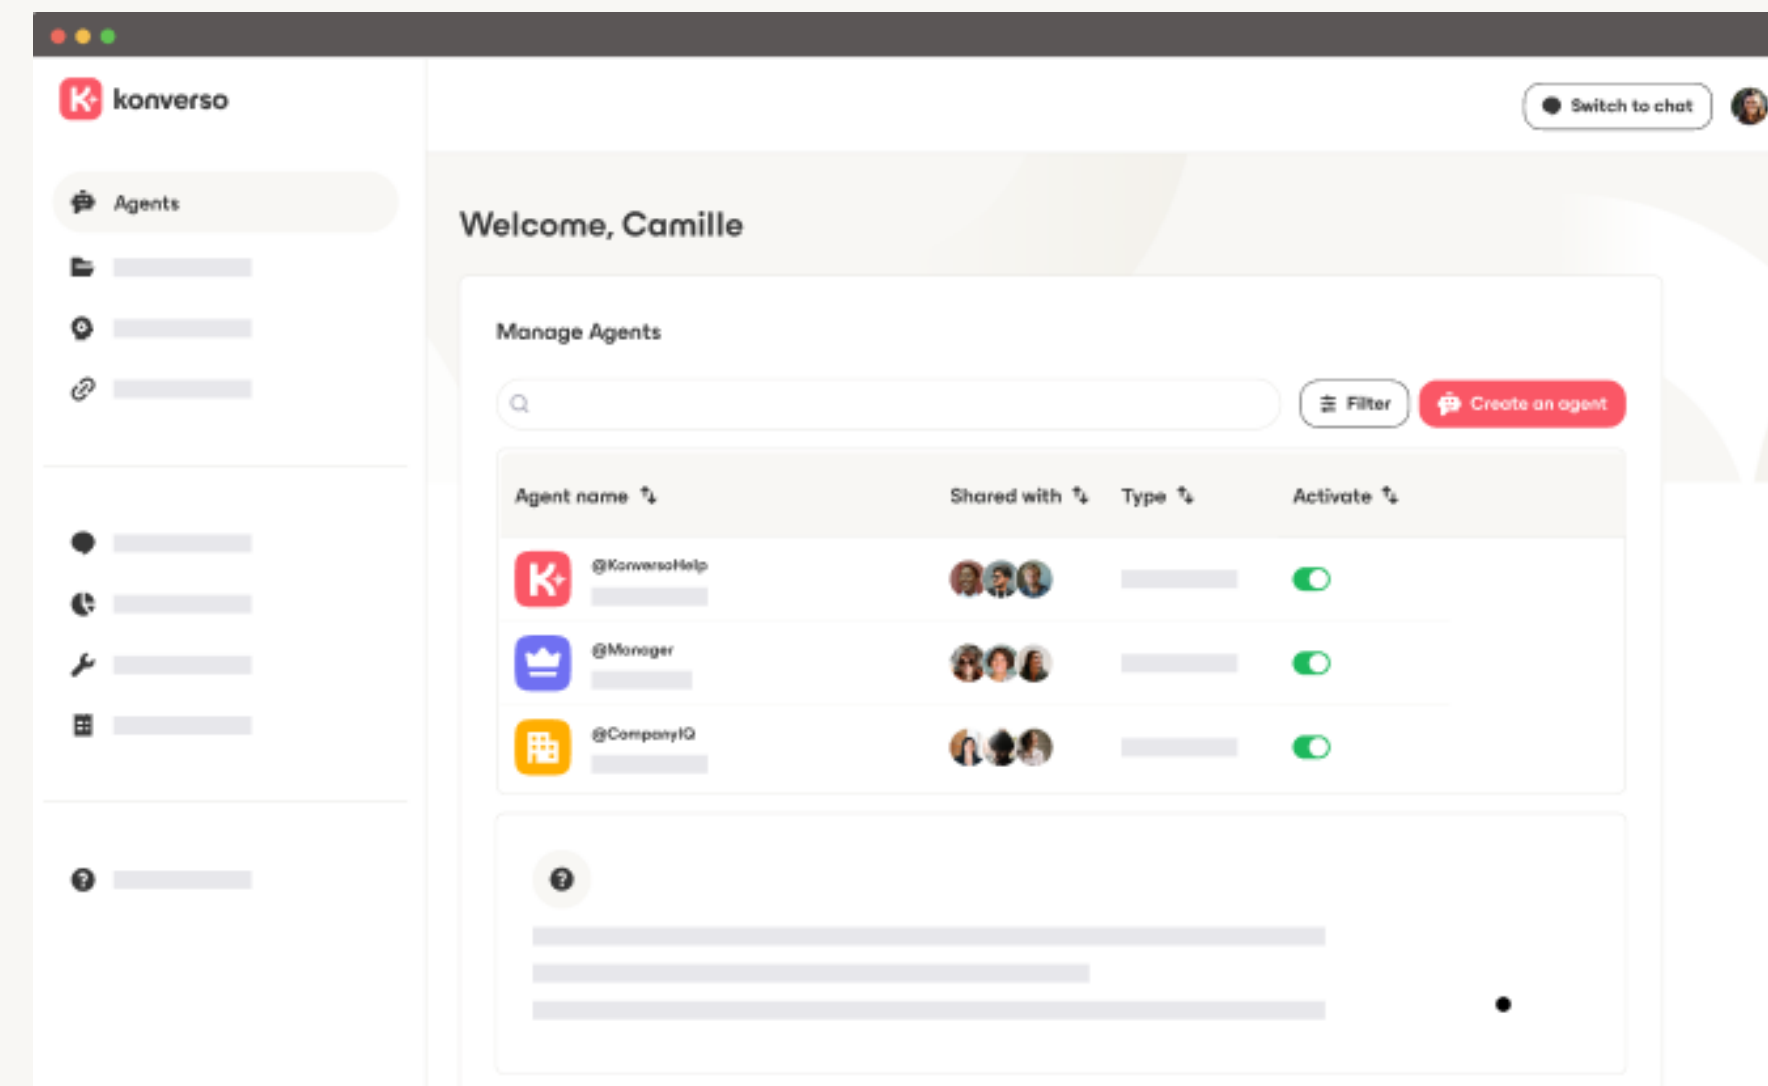 konverso
Switch to chat
Agents
Welcome, Camille
Manage Agents
Filter
Create an agent
Agent name
Shared with
Type
Activate
@KonversoHelp
@Manager
@CompanyIQ